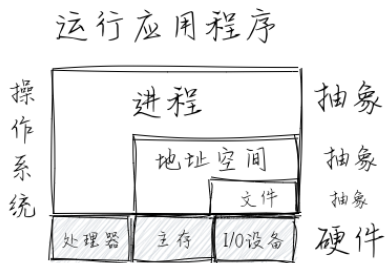 运行应用程序
操作系统
进程
抽象
地址空间
抽象
文件
抽象
处理器
主存
I/O设备
硬件